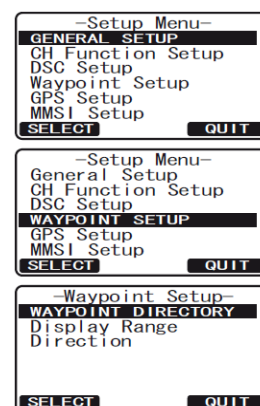 -Setup Menu-
GENERAL SETUP
CH Function Setup
DSC Setup
Waypoint Setup
GPS Setup
MMSI Setup
SELECT QUIT
-Setup Menu-
General Setup
CH Function Setup
DSC Setup
WAYPOINT SETUP
GPS Setup
MMSI Setup
SELECT QUIT
-Waypoint Setup-
WAYPOINT DIRECTORY
Display Range
Direction
SELECT QUIT